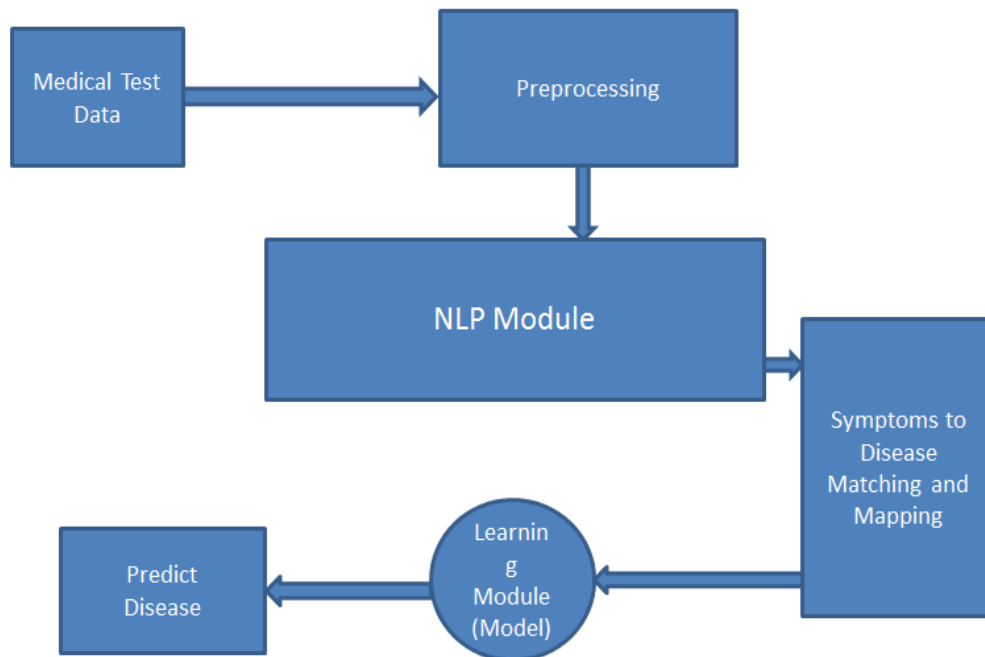 Medical Test
Data
Preprocessing
NLP Module
Symptoms to
Disease
Matching and
Mapping
Learnin
g
Module
(Model)
Predict
Disease